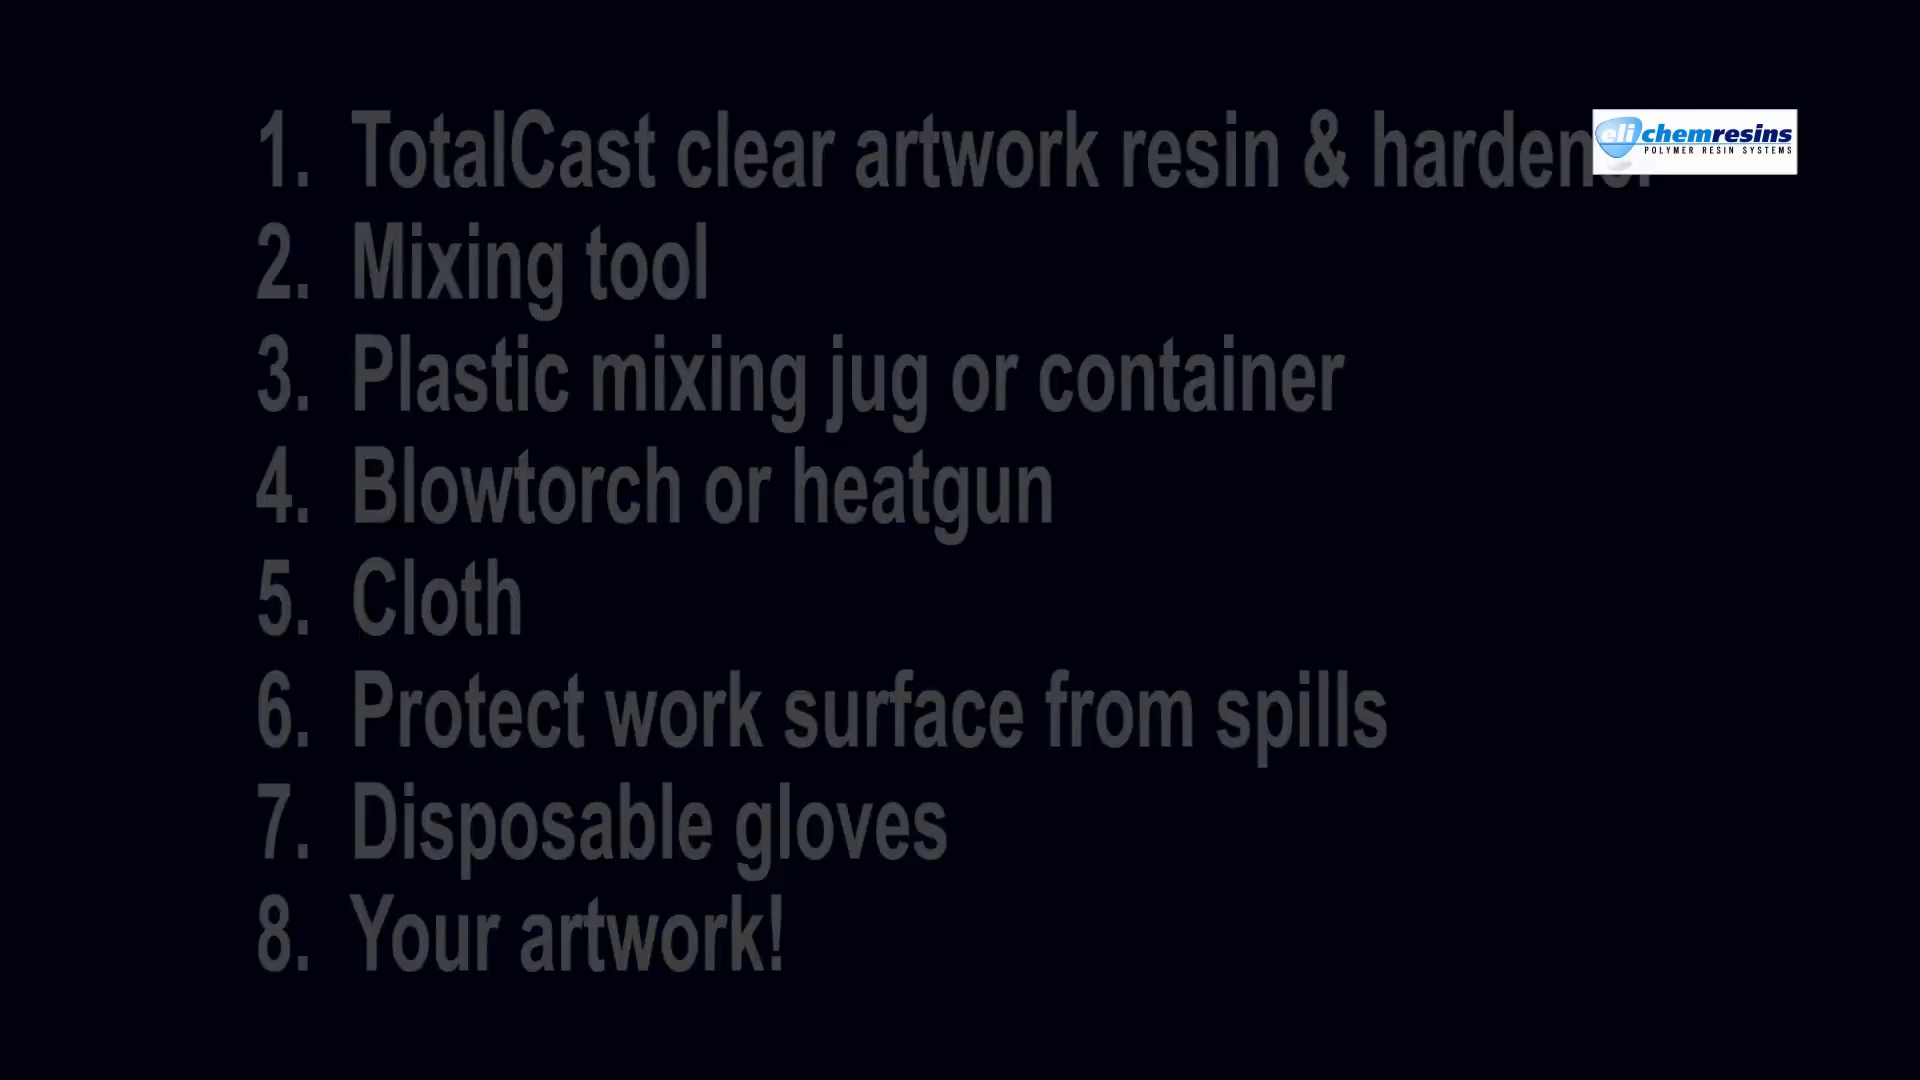 1. TotalCast clear artwork resin & hardener
elichemresins
POLYMER RESIN SYSTEMS
2. Mixing tool
3. Plastic mixing jug or container
4. Blowtorch or heatgun
5. Cloth
6. Protect work surface from spills
7. Disposable gloves
8. Your artwork!